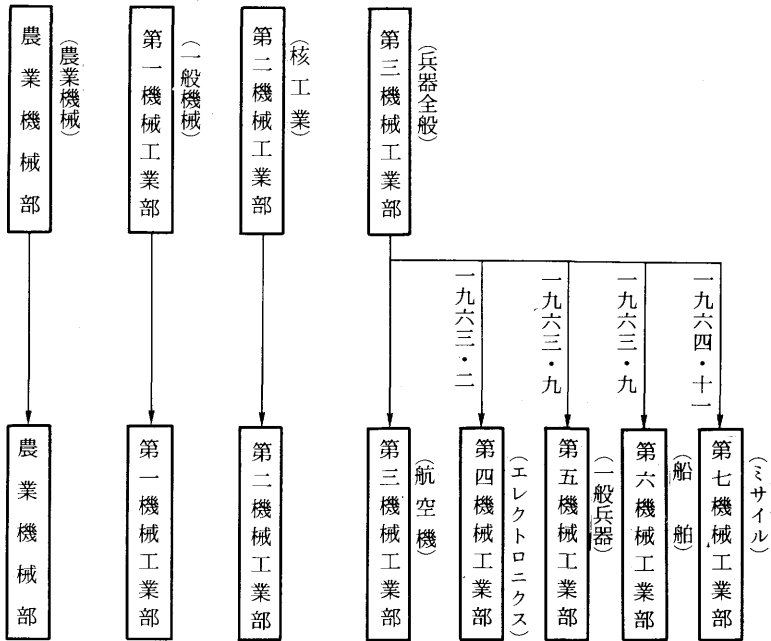 農業機械部
（農業機械）
第一機械工業部
（一般機械）
第二機械工業部
（核工業）
第三機械工業部
（兵器全般）
一九六三・二
一九六三・九
一九六三・九
一九六四・十一
農業機械部
第一機械工業部
第二機械工業部
第三機械工業部
（航空機）
第四機械工業部
（エレクトロニクス）
第五機械工業部
（一般兵器）
第六機械工業部
（船舶）
第七機械工業部
（ミサイル）